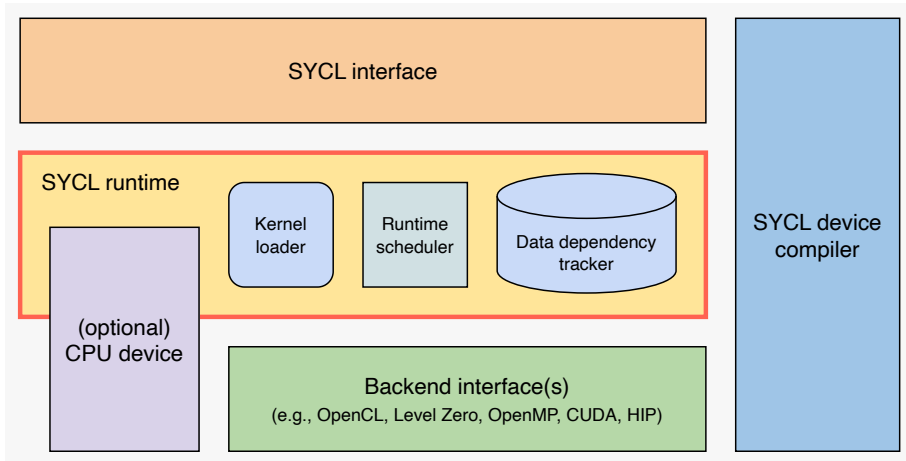 SYCL interface
SYCL runtime
Kernel
loader
Runtime
scheduler
Data dependency
tracker
(optional)
CPU device
Backend interface(s)
(e.g., OpenCL, Level Zero, OpenMP, CUDA, HIP)
SYCL device
compiler